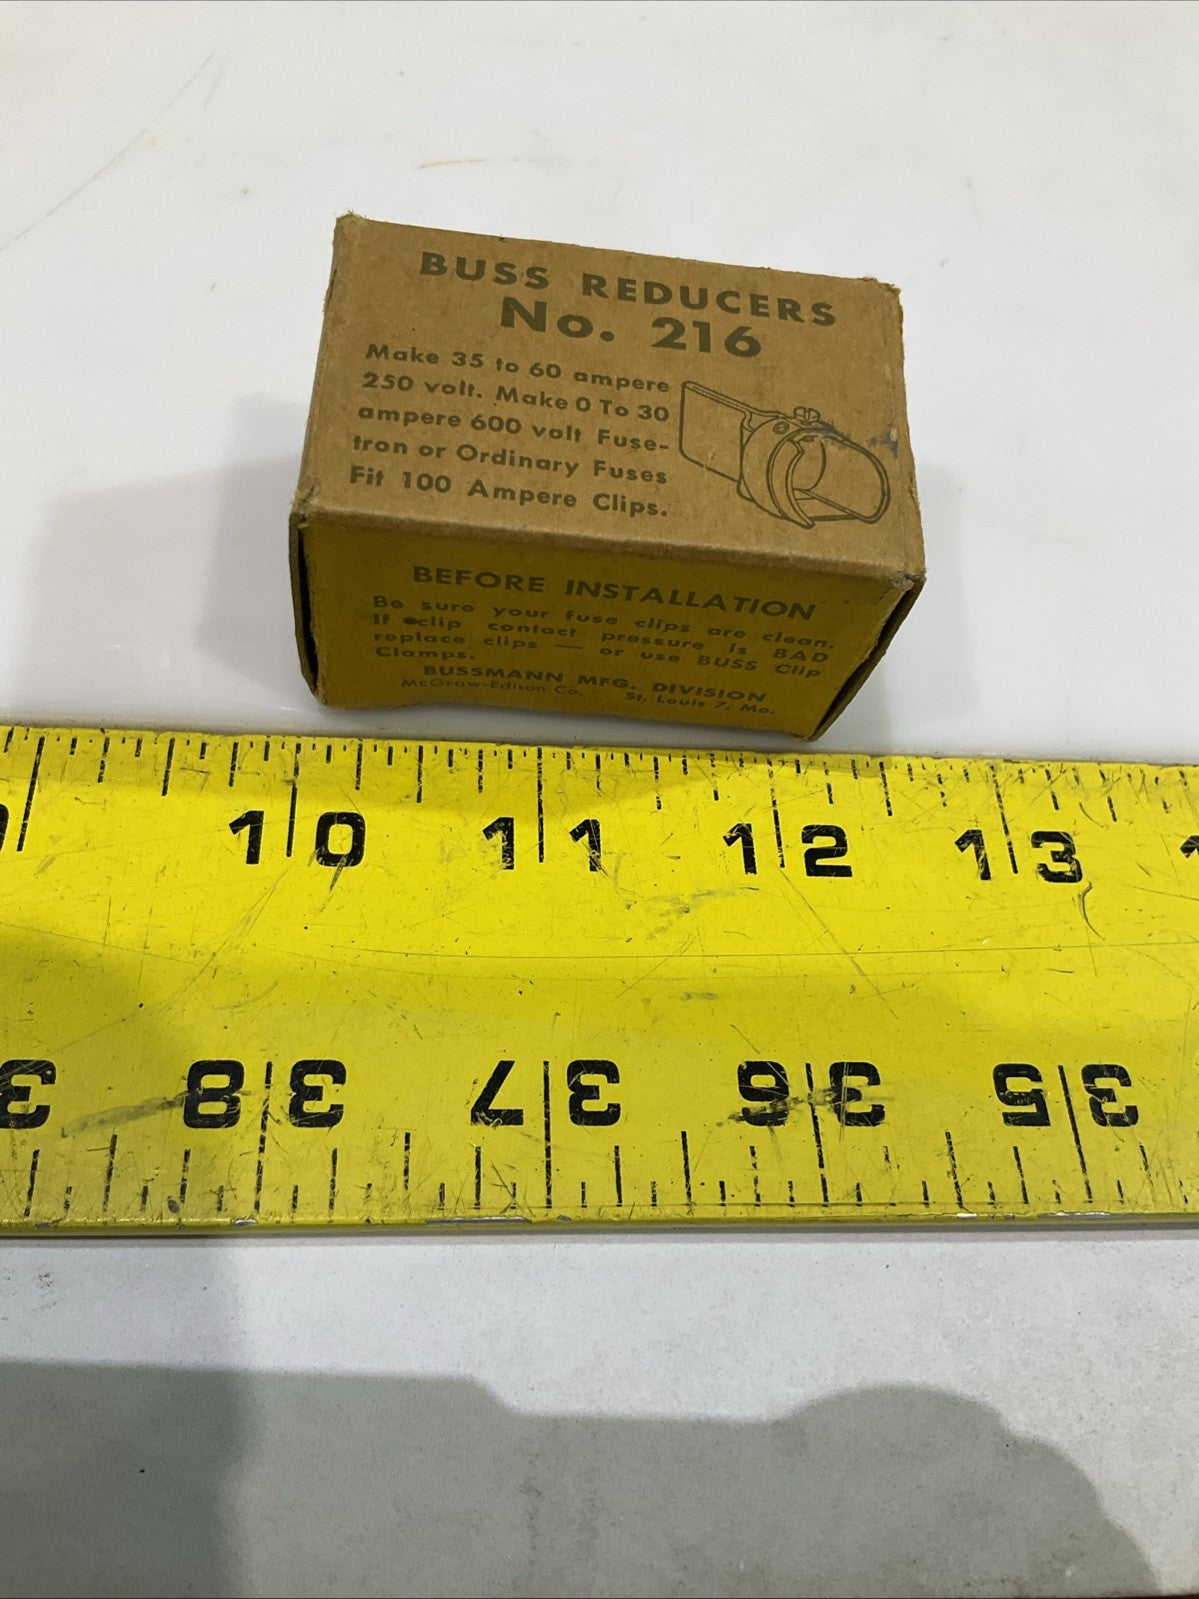 BUSS REDUCERS
No. 216
Make 35 to 60 ampere
250 volt. Make 0 To 30
ampere 600 volt Fuse-
tron or Ordinary Fuses
Fit 100 Ampere Clips.
BEFORE INSTALLATION
Be sure your fuse clips are clean.
If clip contact pressure is BAD
replace clips — or use BUSS Clip
Clamps.
BUSSMANN MFG. DIVISION
McGraw-Edison Co. St. Louis 7, Mo.
10 11 12 13
38 37 36 35